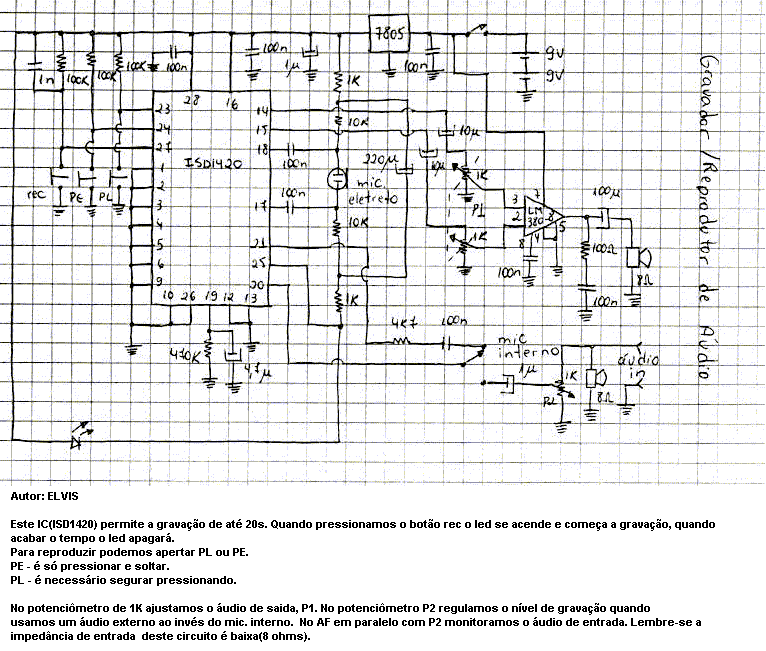 7805
100n
1μ
100n
9V
9V
1n
100K
100K
100K
100n
28
16
1K
10K
23
24
27
1
2
3
4
5
6
9
ISD1420
14
15
18
17
21
25
20
10
26
19
12
13
100n
100n
mic.
eletreto
10K
1K
220μ
10μ
10μ
1K
P1
1K
3
2
7
LM
380-8
6
4
5
100n
100μ
100Ω
100n
8Ω
rec
PE
PL
470K
4,7μ
4K7
100n
mic
interno
1μ
1K
P2
8Ω
áudio
in
Gravador/Reprodutor de Áudio
Autor: ELVIS
Este IC(ISD1420) permite a gravação de até 20s. Quando pressionamos o botão rec o led se acende e começa a gravação, quando
acabar o tempo o led apagará.
Para reproduzir podemos apertar PL ou PE.
PE - é só pressionar e soltar.
PL - é necessário segurar pressionando.
No potenciômetro de 1K ajustamos o áudio de saida, P1. No potenciômetro P2 regulamos o nível de gravação quando
usamos um áudio externo ao invés do mic. interno.  No AF em paralelo com P2 monitoramos o áudio de entrada. Lembre-se a
impedância de entrada  deste circuito é baixa(8 ohms).